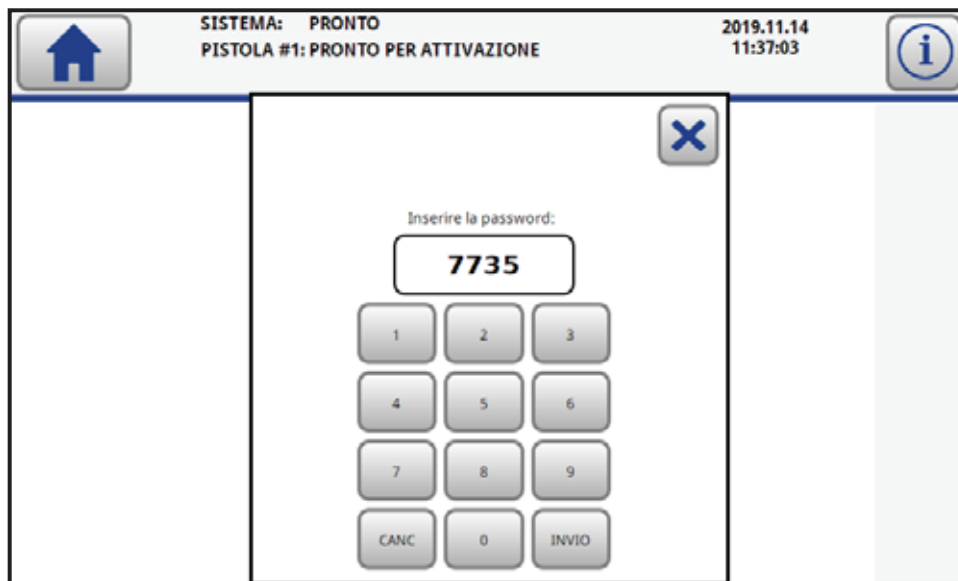 SISTEMA: PRONTO
PISTOLA #1: PRONTO PER ATTIVAZIONE
2019.11.14
11:37:03
i
Inserire la password:
7735
1 2 3
4 5 6
7 8 9
CANC 0 INVIO